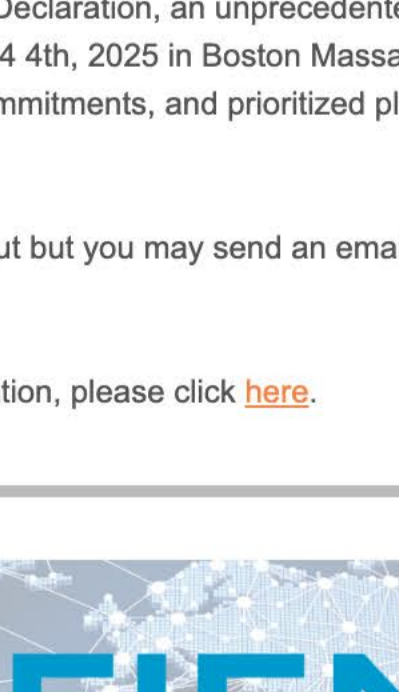 Declaration, an unprecedente
4 4th, 2025 in Boston Massa
mmitments, and prioritized pl
ut but you may send an emai
tion, please click here.